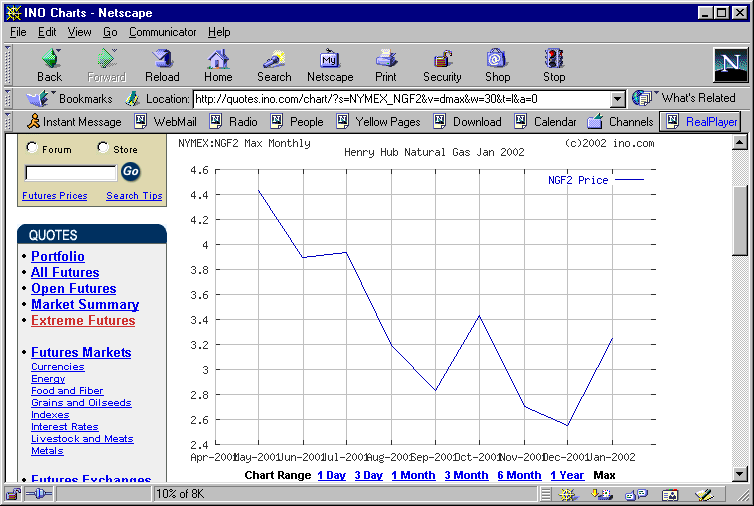 INO Charts - Netscape
File Edit View Go Communicator Help
Back Forward Reload Home Search Netscape Print Security Shop Stop
Bookmarks Location: http://quotes.ino.com/chart/?s=NYMEX_NGF2&v=dmax&w=30&t=l&a=0 What's Related
Instant Message WebMail Radio People Yellow Pages Download Calendar Channels RealPlayer
Forum Store
Go
Futures Prices Search Tips
QUOTES
• Portfolio
• All Futures
• Open Futures
• Market Summary
• Extreme Futures
• Futures Markets
Currencies
Energy
Food and Fiber
Grains and Oilseeds
Indexes
Interest Rates
Livestock and Meats
Metals
• Futures Exchanges
NYMEX:NGF2 Max Monthly (c)2002 ino.com
Henry Hub Natural Gas Jan 2002
NGF2 Price
4.6
4.4
4.2
4
3.8
3.6
3.4
3.2
3
2.8
2.6
2.4
Apr-2001 May-2001 Jun-2001 Jul-2001 Aug-2001 Sep-2001 Oct-2001 Nov-2001 Dec-2001 Jan-2002
Chart Range 1 Day 3 Day 1 Month 3 Month 6 Month 1 Year Max
10% of 8K